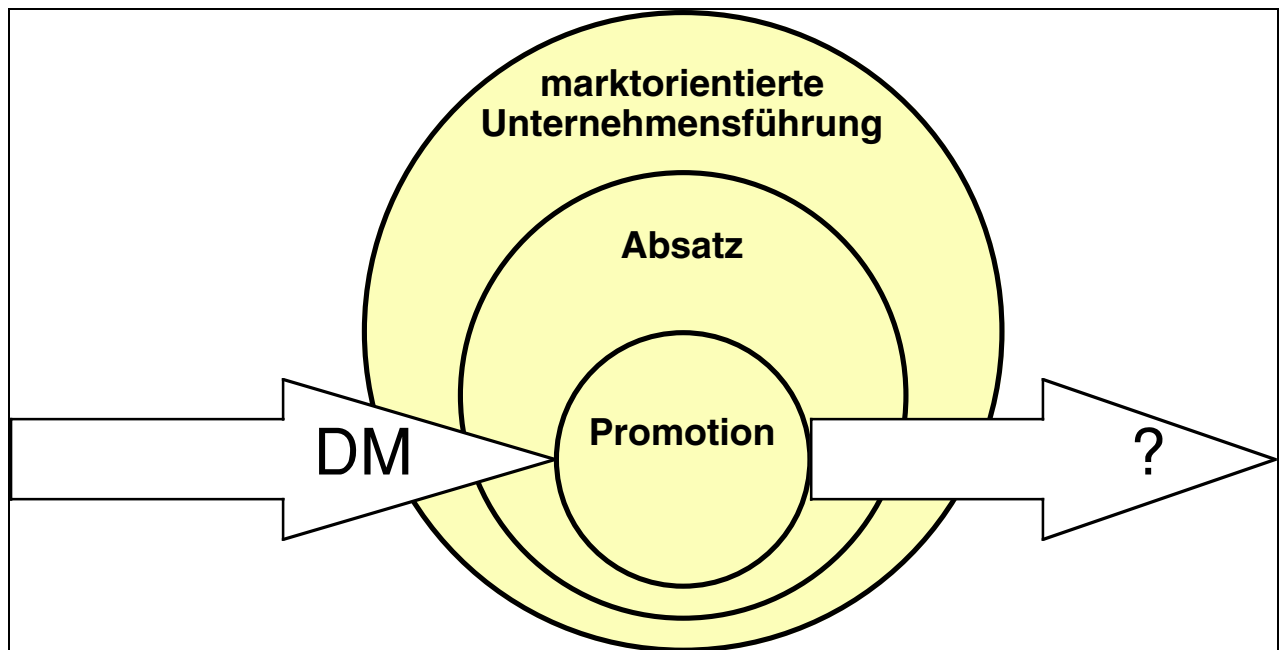 marktorientierte
Unternehmensführung
Absatz
Promotion
DM
?